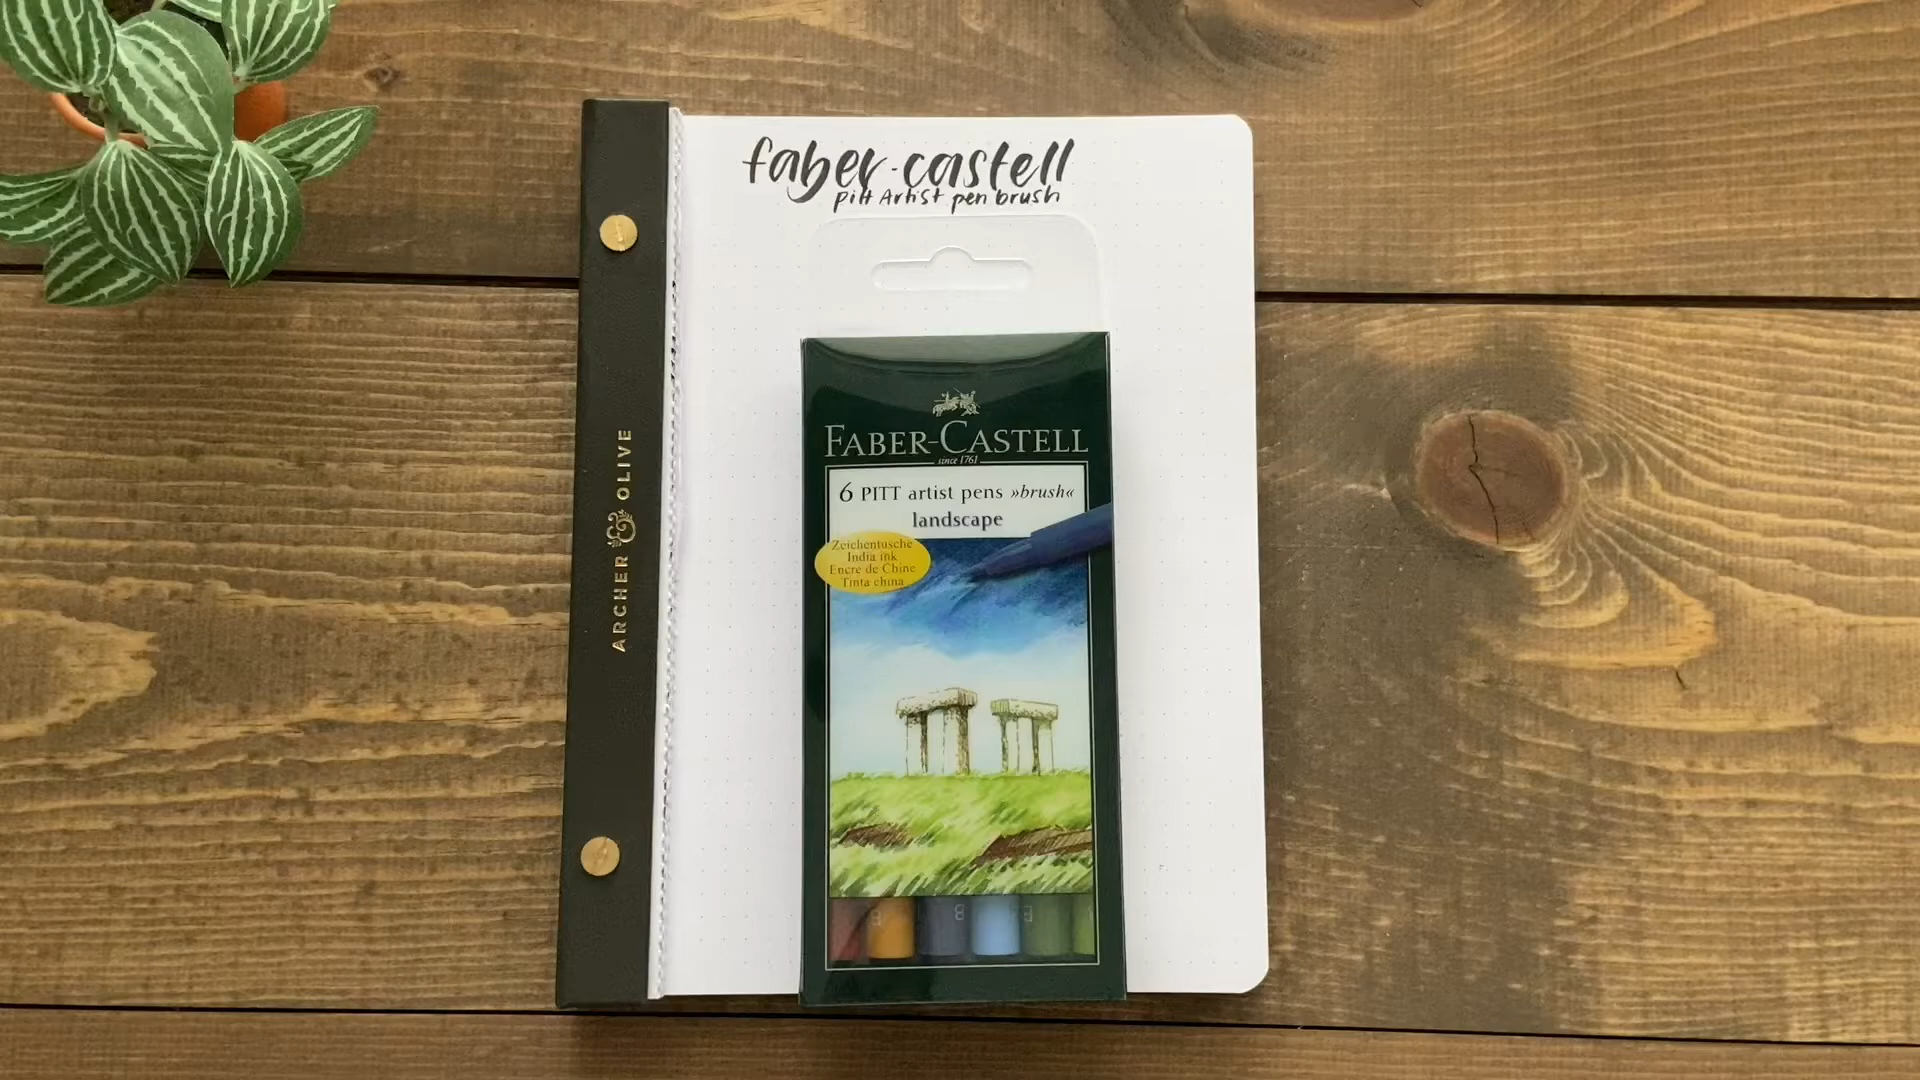 faber-castell
pitt Artist pen brush
FABER-CASTELL
since 1761
6 PITT artist pens »brush«
landscape
Zeichentusche
India ink
Encre de Chine
Tinta china
ARCHER & OLIVE
B
B
B